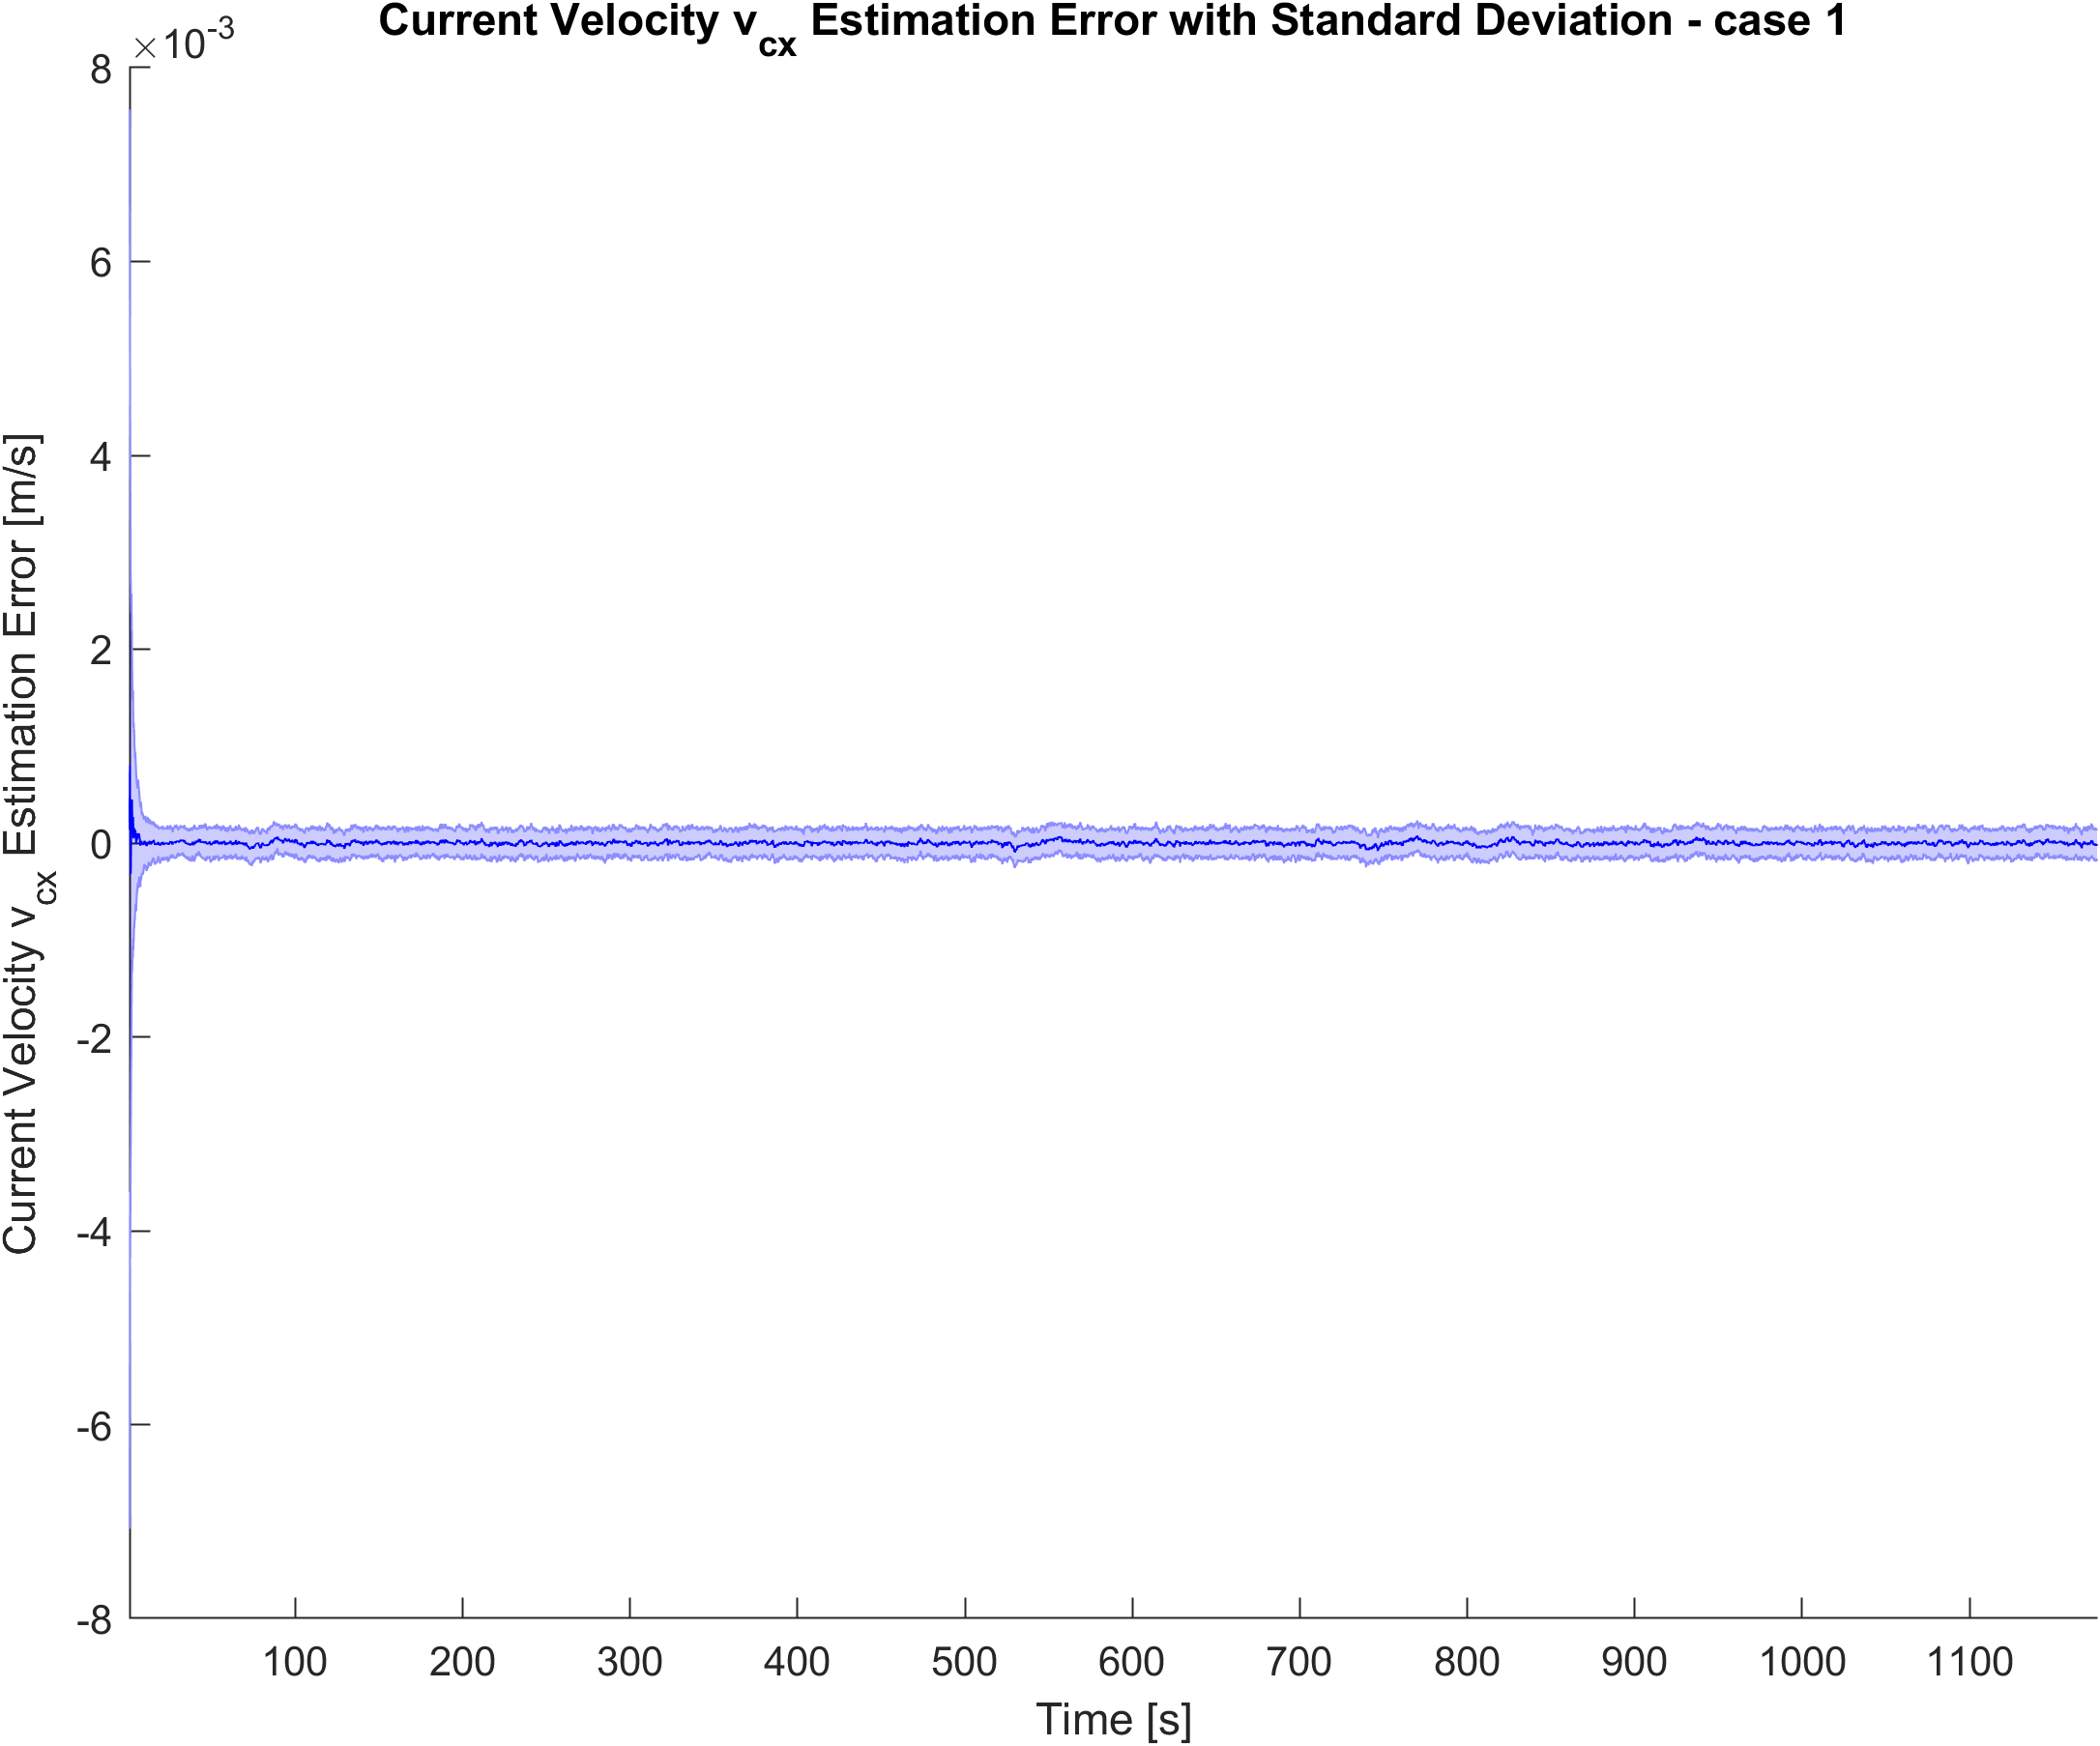 Current Velocity v_cx Estimation Error with Standard Deviation - case 1
×10^-3
8
6
4
2
0
-2
-4
-6
-8
Current Velocity v_cx Estimation Error [m/s]
100 200 300 400 500 600 700 800 900 1000 1100
Time [s]